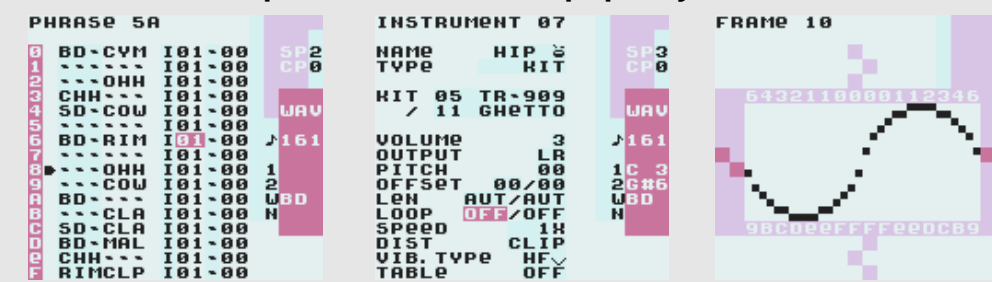 PHRASE 5A
0 BD-CYM I01-00 SP2
1 ------ I01-00 CP0
2 ---OHH I01-00
3 CHH--- I01-00
4 SD-COW I01-00 WAV
5 ------ I01-00
6 BD-RIM I01-00 ♪161
7 ------ I01-00
8 ---OHH I01-00 1
9 ---COW I01-00 2
A BD---- I01-00 WBD
B ---CLA I01-00 N
C SD-CLA I01-00
D BD-MAL I01-00
E CHH--- I01-00
F RIMCLP I01-00
INSTRUMENT 07
NAME HIP SP3
TYPE KIT CP0
KIT 05 TR-909
/ 11 GHETTO WAV
VOLUME 3 ♪161
OUTPUT LR
PITCH 00 1C 3
OFFSET 00/00 2G#6
LEN AUT/AUT WBD
LOOP OFF/OFF N
SPEED 1X
DIST CLIP
VIB.TYPE HF
TABLE OFF
FRAME 10
6432110000112346
9BCDEEFFFFEEDCB9